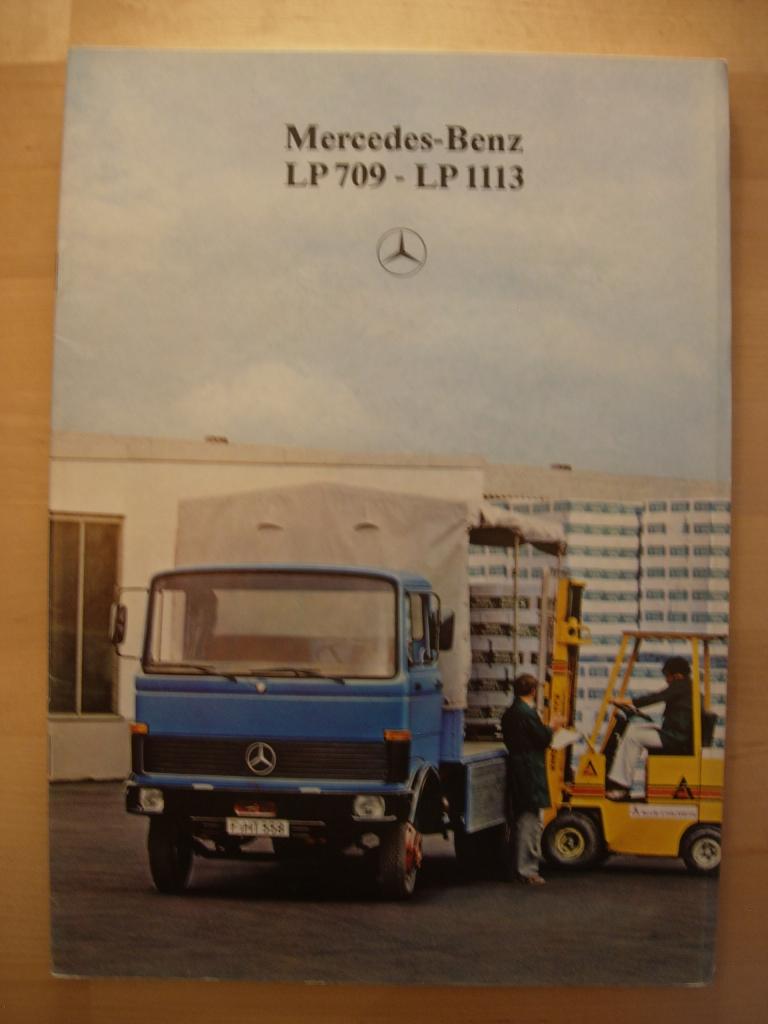 Mercedes-Benz
LP 709 - LP 1113